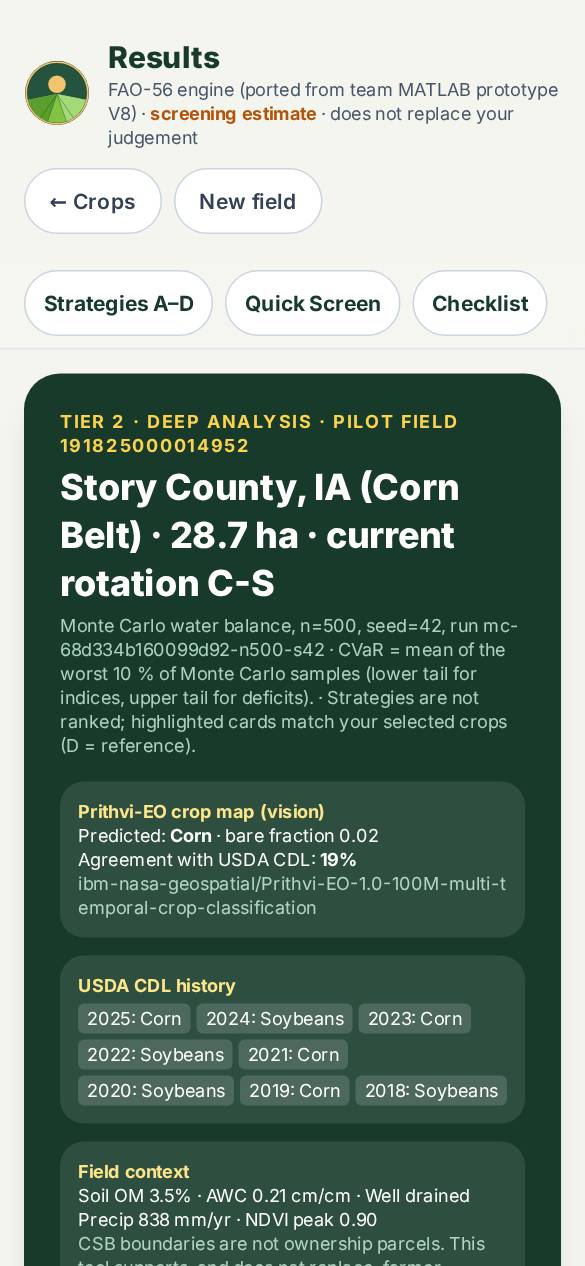 Results
FAO-56 engine (ported from team MATLAB prototype
V8) · screening estimate · does not replace your
judgement
← Crops New field
Strategies A–D Quick Screen Checklist
TIER 2 · DEEP ANALYSIS · PILOT FIELD
191825000014952
Story County, IA (Corn
Belt) · 28.7 ha · current
rotation C-S
Monte Carlo water balance, n=500, seed=42, run mc-
68d334b160099d92-n500-s42 · CVaR = mean of the
worst 10 % of Monte Carlo samples (lower tail for
indices, upper tail for deficits). · Strategies are not
ranked; highlighted cards match your selected crops
(D = reference).
Prithvi-EO crop map (vision)
Predicted: Corn · bare fraction 0.02
Agreement with USDA CDL: 19%
ibm-nasa-geospatial/Prithvi-EO-1.0-100M-multi-t
emporal-crop-classification
USDA CDL history
2025: Corn 2024: Soybeans 2023: Corn
2022: Soybeans 2021: Corn
2020: Soybeans 2019: Corn 2018: Soybeans
Field context
Soil OM 3.5% · AWC 0.21 cm/cm · Well drained
Precip 838 mm/yr · NDVI peak 0.90
CSB boundaries are not ownership parcels. This
tool supports, and does not replace, farmer